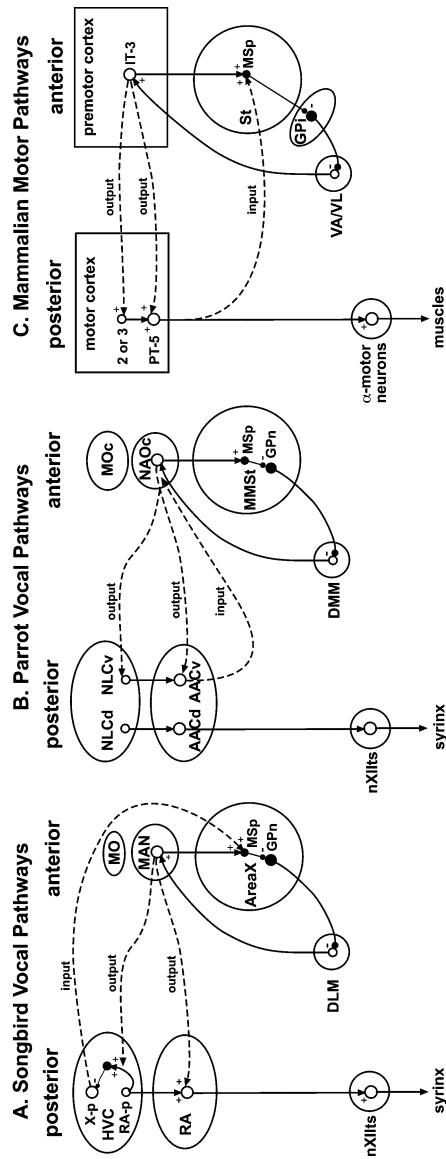 A. Songbird Vocal Pathways
posterior
anterior
input
X-p
HVC
RA-p
MO
MAN
output
output
RA
AreaX
MSp
GPn
DLM
nXIIts
syrinx
B. Parrot Vocal Pathways
posterior
anterior
NLCd NLCv
MOc
NAOc
output
output
input
AACd AACv
MMSt
MSp
GPn
DMM
nXIIts
syrinx
C. Mammalian Motor Pathways
posterior
anterior
motor cortex
premotor cortex
2 or 3
PT-5
IT-3
output
output
input
St
MSp
GPi
VA/VL
α-motor
neurons
muscles